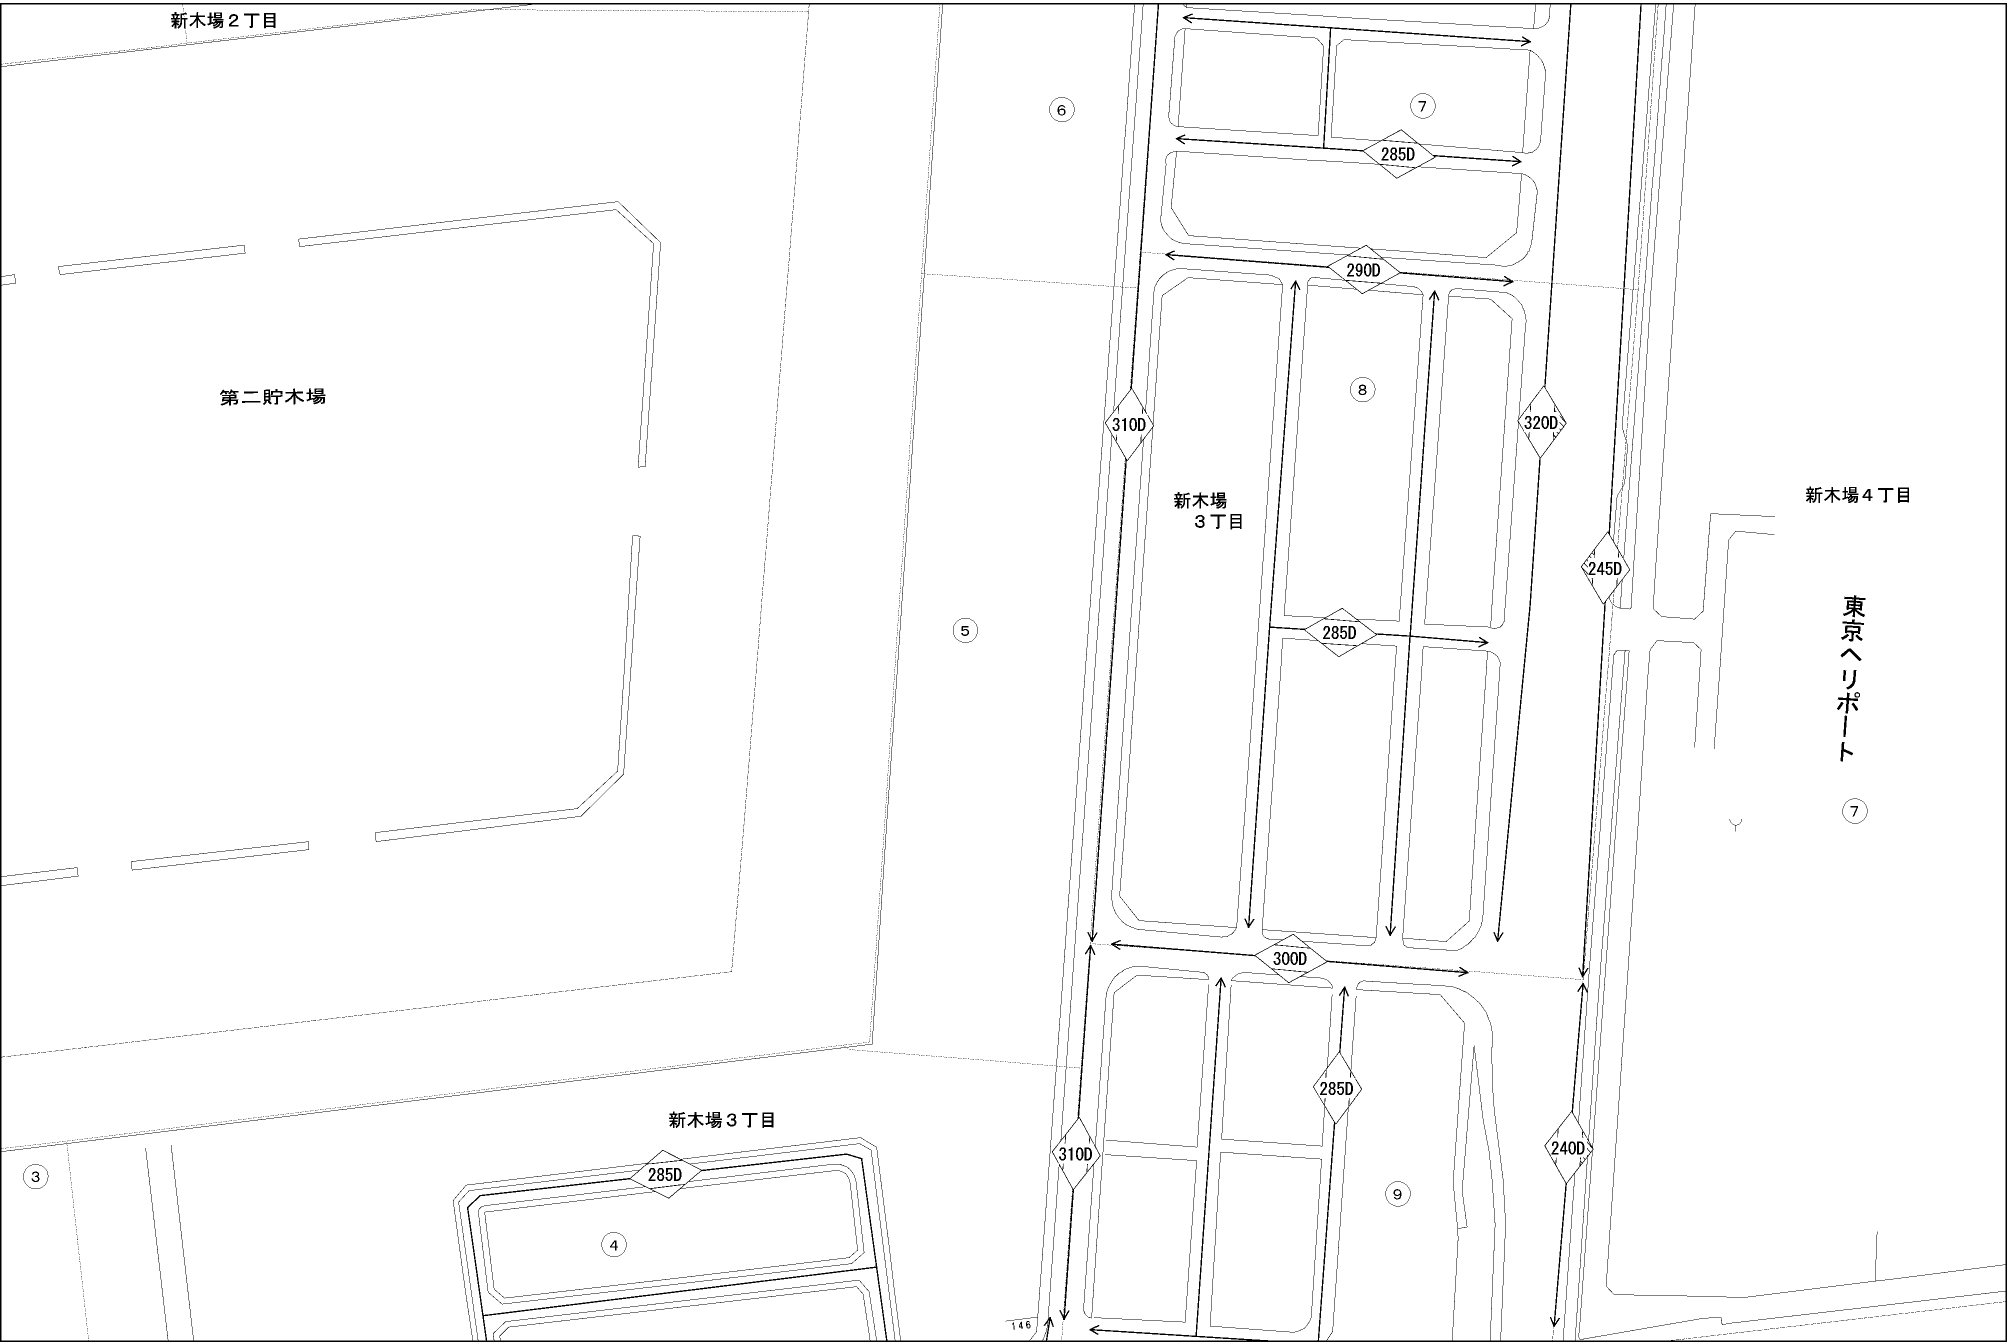 新木場２丁目
⑥
⑦
285D
290D
第二貯木場
⑧
310D
320D
新木場
３丁目
新木場４丁目
245D
東京ヘリポート
⑤
285D
⑦
300D
285D
新木場３丁目
310D
240D
③
285D
⑨
④
146